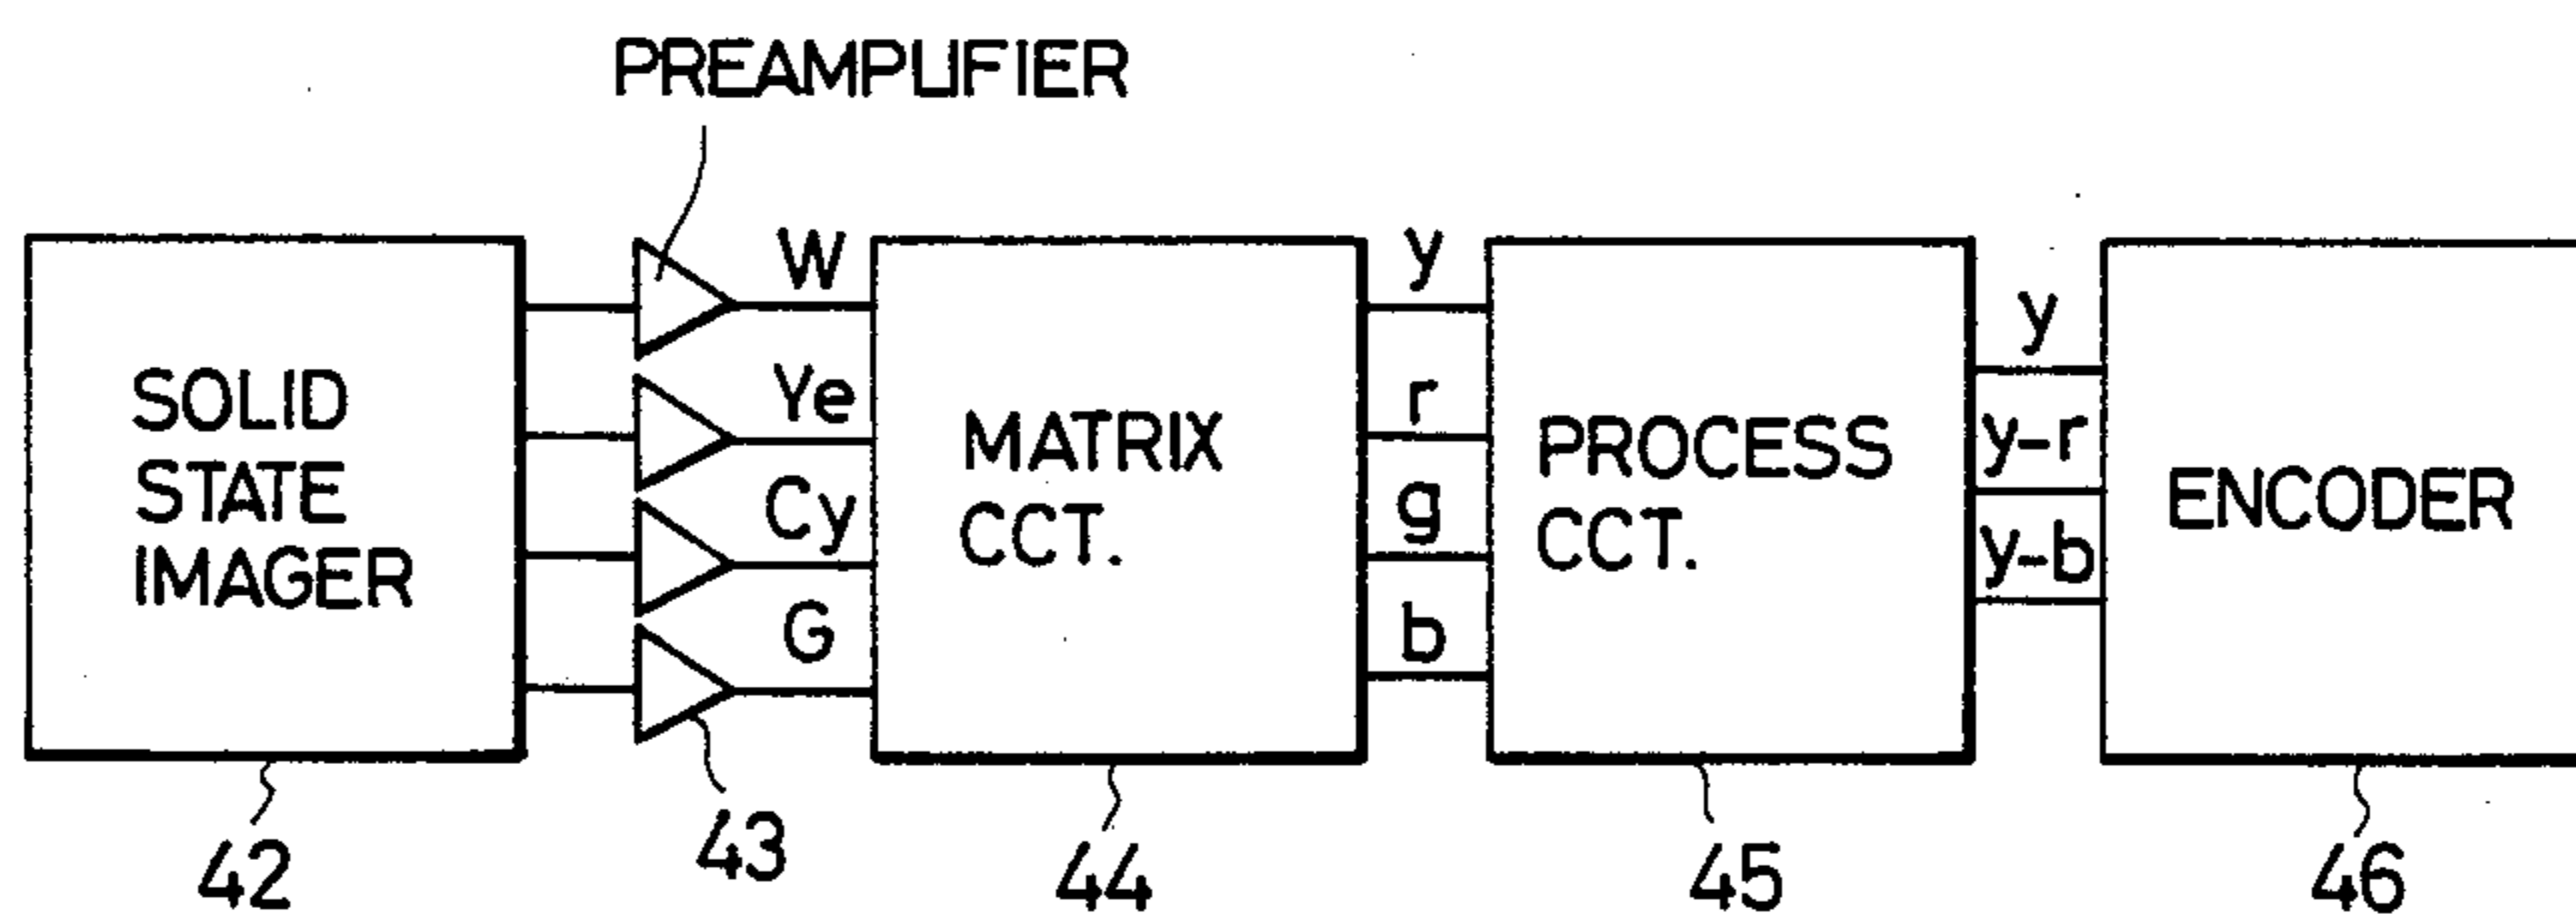 PREAMPLIFIER
SOLID
STATE
IMAGER
W
Ye
Cy
G
MATRIX
CCT.
y
r
g
b
PROCESS
CCT.
y
y-r
y-b
ENCODER
42
43
44
45
46